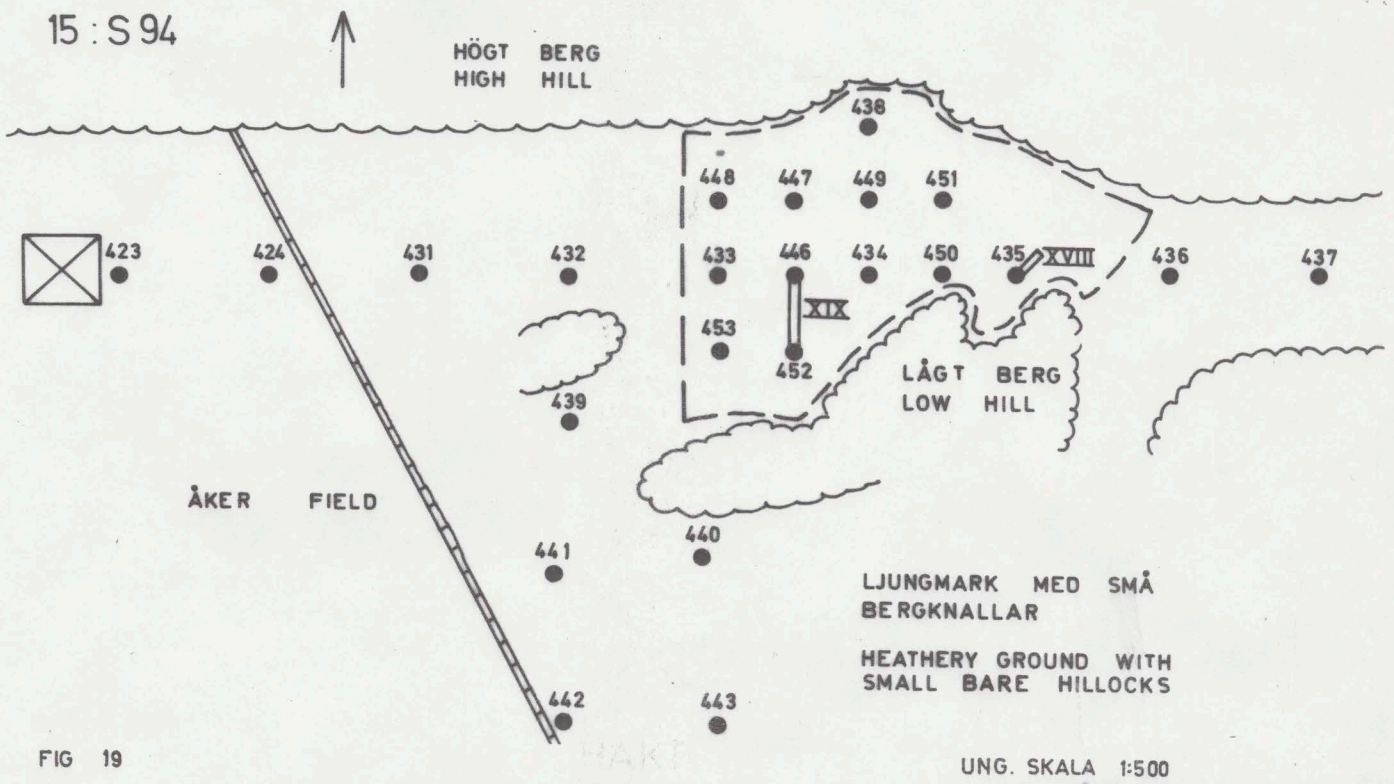 15 : S 94
HÖGT BERG
HIGH HILL
438
448 447 449 451
423 424 431 432 433 446 434 450 435 XVIII 436 437
XIX
453
452
LÅGT BERG
LOW HILL
439
ÅKER FIELD
440
441
LJUNGMARK MED SMÅ
BERGKNALLAR
HEATHERY GROUND WITH
SMALL BARE HILLOCKS
442 443
FIG 19
UNG. SKALA 1:500